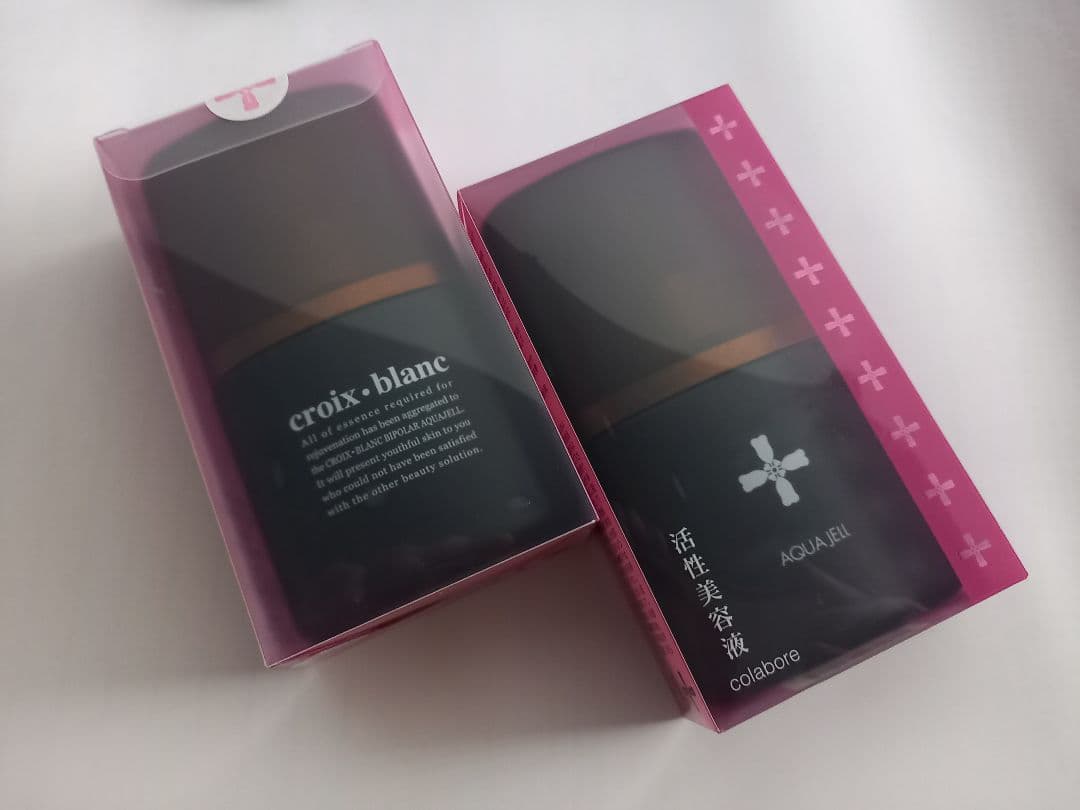 croix•blanc
All of essence required for
rejuvenation has been aggregated to
the CROIX•BLANC BIPOLAR AQUAJELL.
It will present youthful skin to you
who could not have been satisfied
with the other beauty solution.
AQUA JELL
活性美容液
colabore